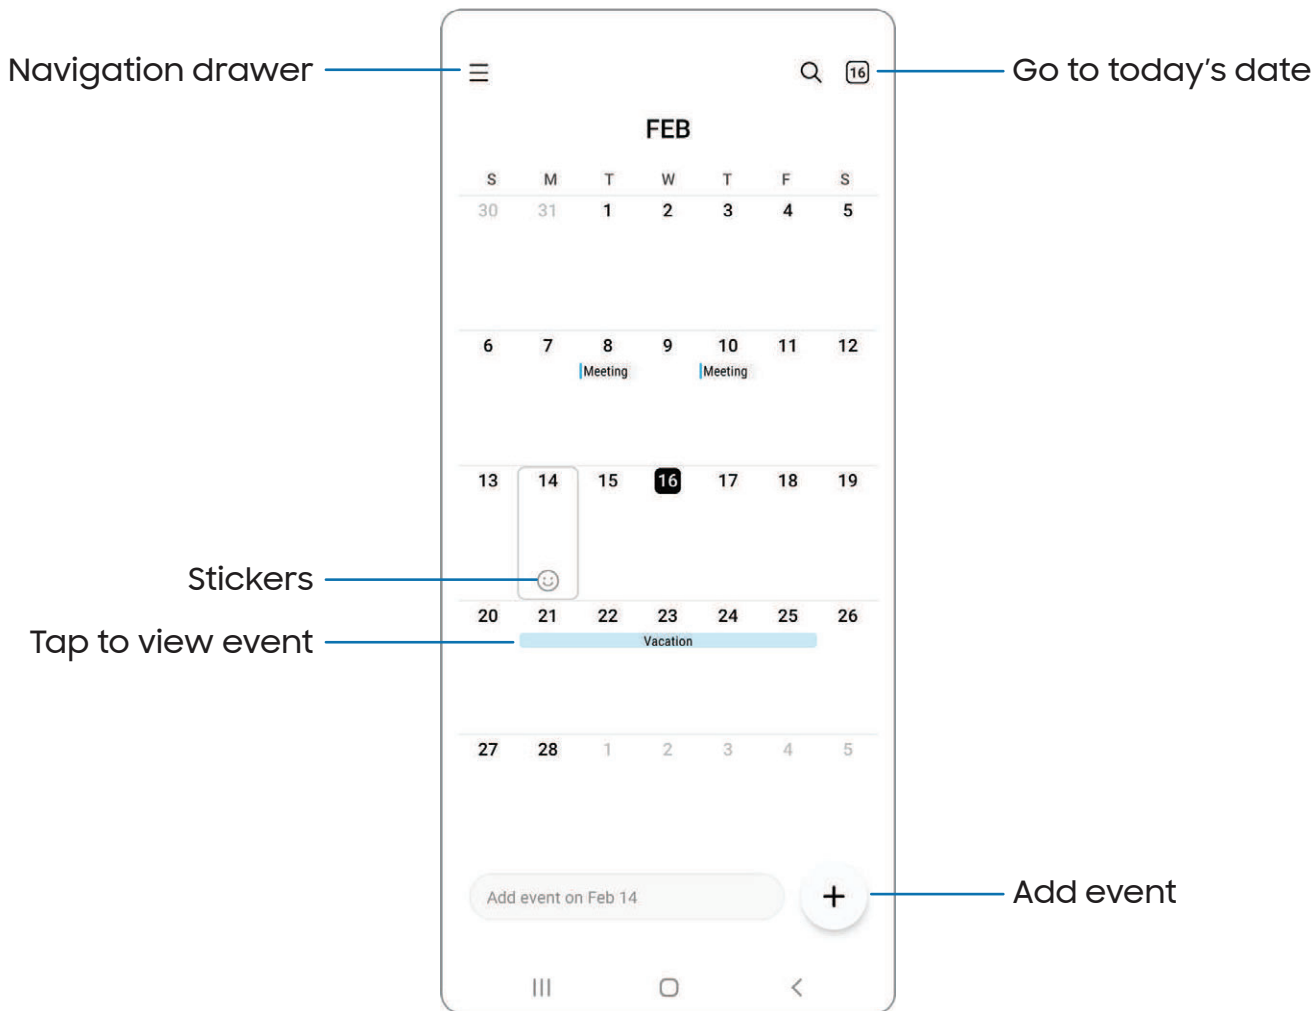 Navigation drawer
16
Go to today's date
FEB
S M T W T F S
30 31 1 2 3 4 5
6 7 8 9 10 11 12
Meeting Meeting
13 14 15 16 17 18 19
Stickers
20 21 22 23 24 25 26
Tap to view event
Vacation
27 28 1 2 3 4 5
Add event on Feb 14
+
Add event